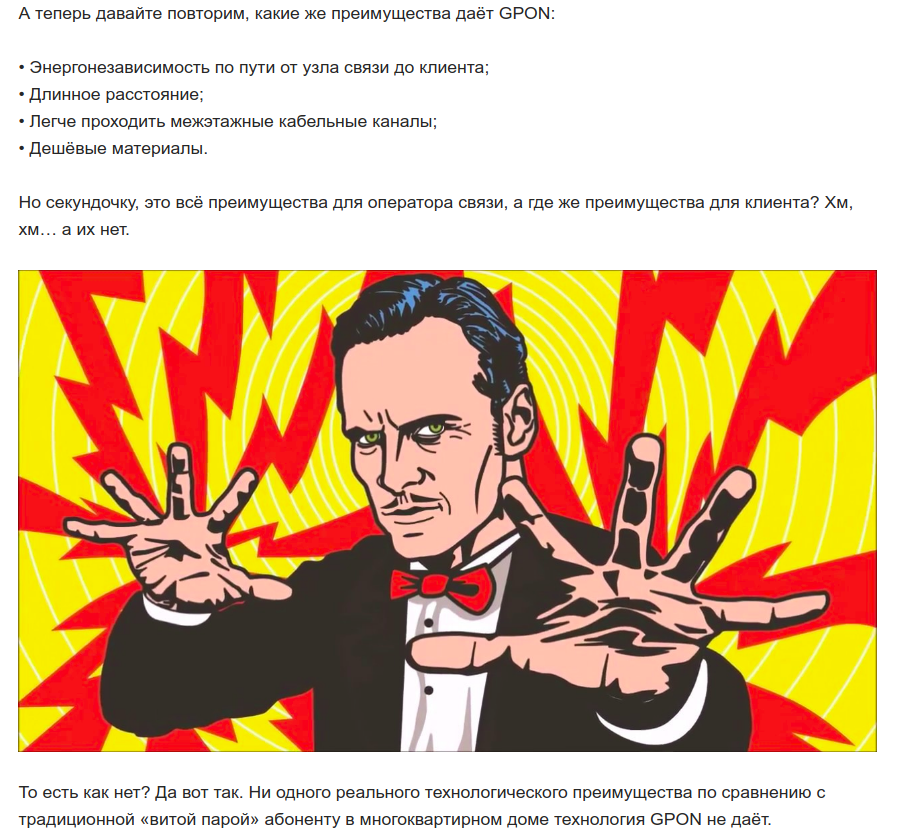 А теперь давайте повторим, какие же преимущества даёт GPON:
• Энергонезависимость по пути от узла связи до клиента;
• Длинное расстояние;
• Легче проходить межэтажные кабельные каналы;
• Дешёвые материалы.
Но секундочку, это всё преимущества для оператора связи, а где же преимущества для клиента? Хм,
хм… а их нет.
То есть как нет? Да вот так. Ни одного реального технологического преимущества по сравнению с
традиционной «витой парой» абоненту в многоквартирном доме технология GPON не даёт.